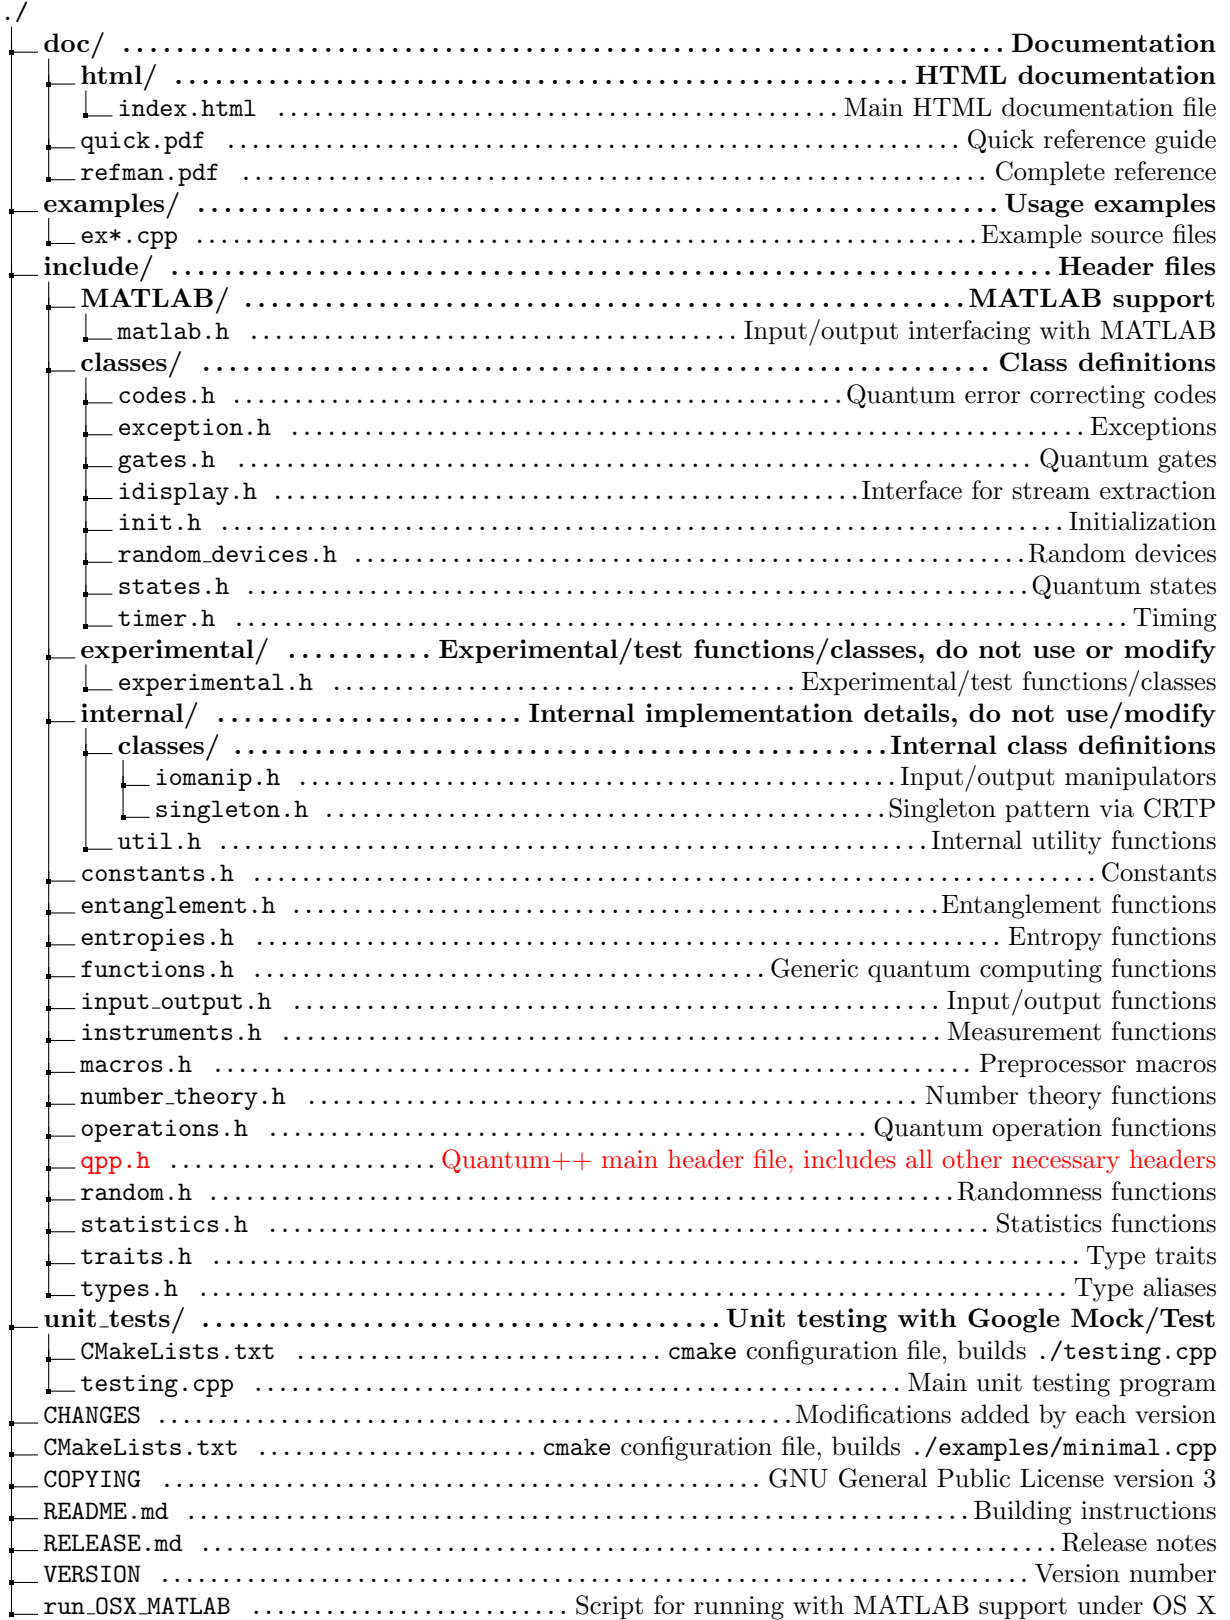 ./
doc/ ........ Documentation
html/ ........ HTML documentation
index.html ........ Main HTML documentation file
quick.pdf ........ Quick reference guide
refman.pdf ........ Complete reference
examples/ ........ Usage examples
ex*.cpp ........ Example source files
include/ ........ Header files
MATLAB/ ........ MATLAB support
matlab.h ........ Input/output interfacing with MATLAB
classes/ ........ Class definitions
codes.h ........ Quantum error correcting codes
exception.h ........ Exceptions
gates.h ........ Quantum gates
idisplay.h ........ Interface for stream extraction
init.h ........ Initialization
random_devices.h ........ Random devices
states.h ........ Quantum states
timer.h ........ Timing
experimental/ ........ Experimental/test functions/classes, do not use or modify
experimental.h ........ Experimental/test functions/classes
internal/ ........ Internal implementation details, do not use/modify
classes/ ........ Internal class definitions
iomanip.h ........ Input/output manipulators
singleton.h ........ Singleton pattern via CRTP
util.h ........ Internal utility functions
constants.h ........ Constants
entanglement.h ........ Entanglement functions
entropies.h ........ Entropy functions
functions.h ........ Generic quantum computing functions
input_output.h ........ Input/output functions
instruments.h ........ Measurement functions
macros.h ........ Preprocessor macros
number_theory.h ........ Number theory functions
operations.h ........ Quantum operation functions
qpp.h ........ Quantum++ main header file, includes all other necessary headers
random.h ........ Randomness functions
statistics.h ........ Statistics functions
traits.h ........ Type traits
types.h ........ Type aliases
unit_tests/ ........ Unit testing with Google Mock/Test
CMakeLists.txt ........ cmake configuration file, builds ./testing.cpp
testing.cpp ........ Main unit testing program
CHANGES ........ Modifications added by each version
CMakeLists.txt ........ cmake configuration file, builds ./examples/minimal.cpp
COPYING ........ GNU General Public License version 3
README.md ........ Building instructions
RELEASE.md ........ Release notes
VERSION ........ Version number
run_OSX_MATLAB ........ Script for running with MATLAB support under OS X